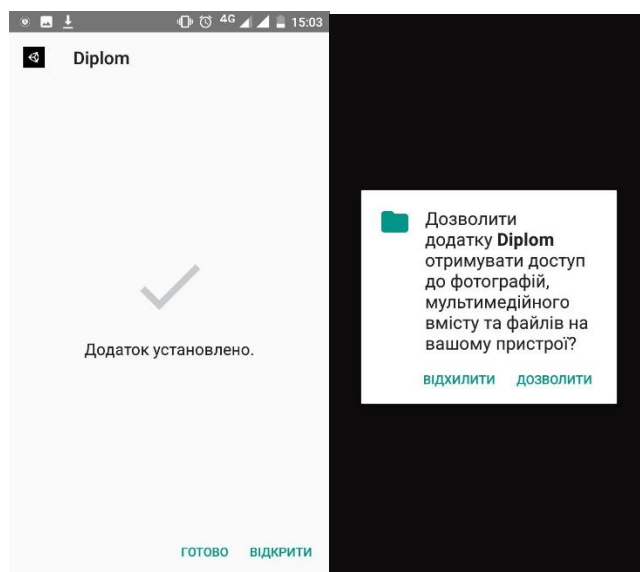 4G 15:03
Diplom
Додаток установлено.
ГОТОВО ВІДКРИТИ
Дозволити
додатку Diplom
отримувати доступ
до фотографій,
мультимедійного
вмісту та файлів на
вашому пристрої?
ВІДХИЛИТИ ДОЗВОЛИТИ